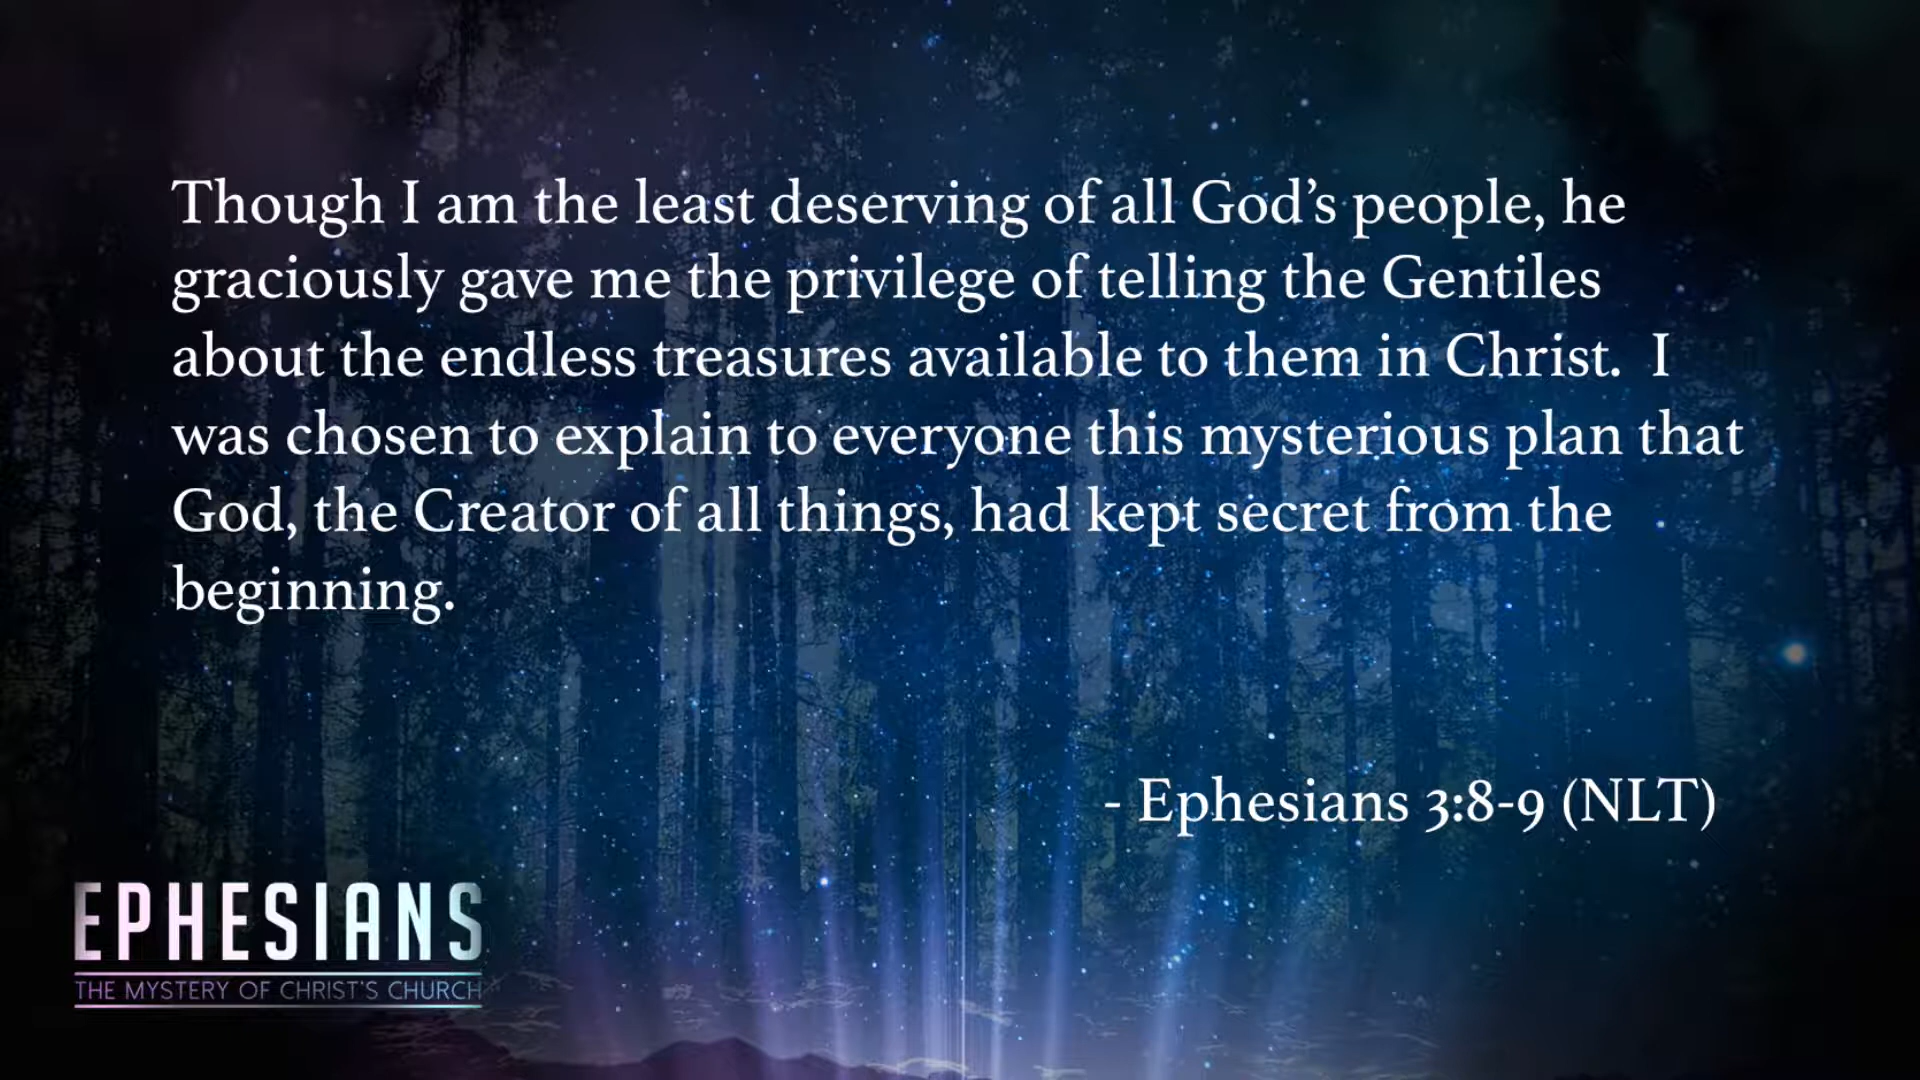 Though I am the least deserving of all God’s people, he
graciously gave me the privilege of telling the Gentiles
about the endless treasures available to them in Christ.  I
was chosen to explain to everyone this mysterious plan that
God, the Creator of all things, had kept secret from the
beginning.
- Ephesians 3:8-9 (NLT)
EPHESIANS
THE MYSTERY OF CHRIST'S CHURCH